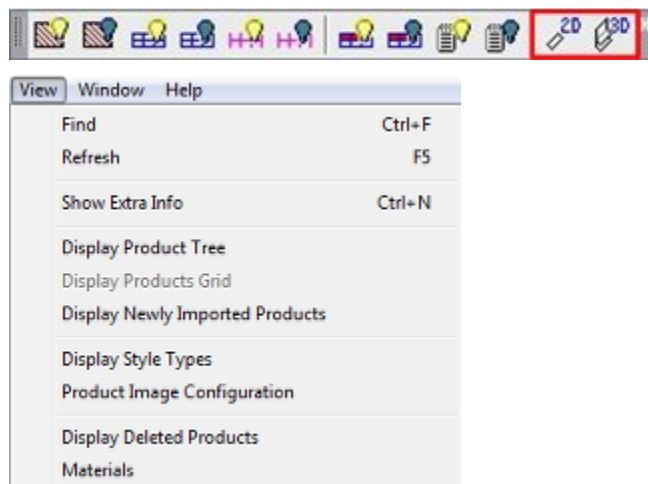 2D 3D
View Window Help
Find Ctrl+F
Refresh F5
Show Extra Info Ctrl+N
Display Product Tree
Display Products Grid
Display Newly Imported Products
Display Style Types
Product Image Configuration
Display Deleted Products
Materials